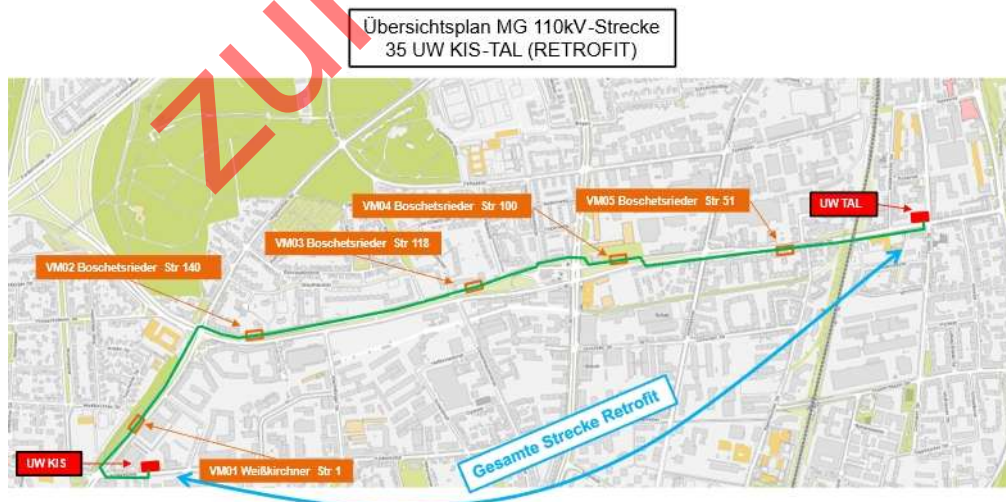 Übersichtsplan MG 110kV-Strecke
35 UW KIS-TAL (RETROFIT)
zur
VM04 Boschetsrieder Str 100
VM05 Boschetsrieder Str 51
UW TAL
VM03 Boschetsrieder Str 118
VM02 Boschetsrieder Str 140
Gesamte Strecke Retrofit
UW KIS
VM01 Weißkirchner Str 1